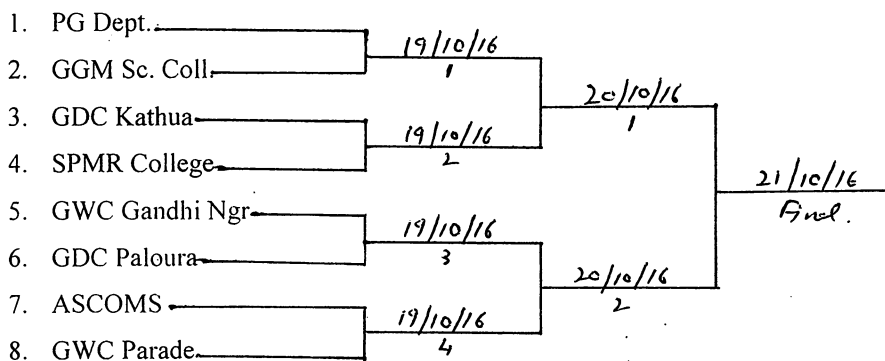 1. PG Dept.
19/10/16
1
2. GGM Sc. Coll.
20/10/16
1
3. GDC Kathua
19/10/16
2
4. SPMR College
21/10/16
Final.
5. GWC Gandhi Ngr
19/10/16
3
6. GDC Paloura
20/10/16
2
7. ASCOMS
19/10/16
4
8. GWC Parade